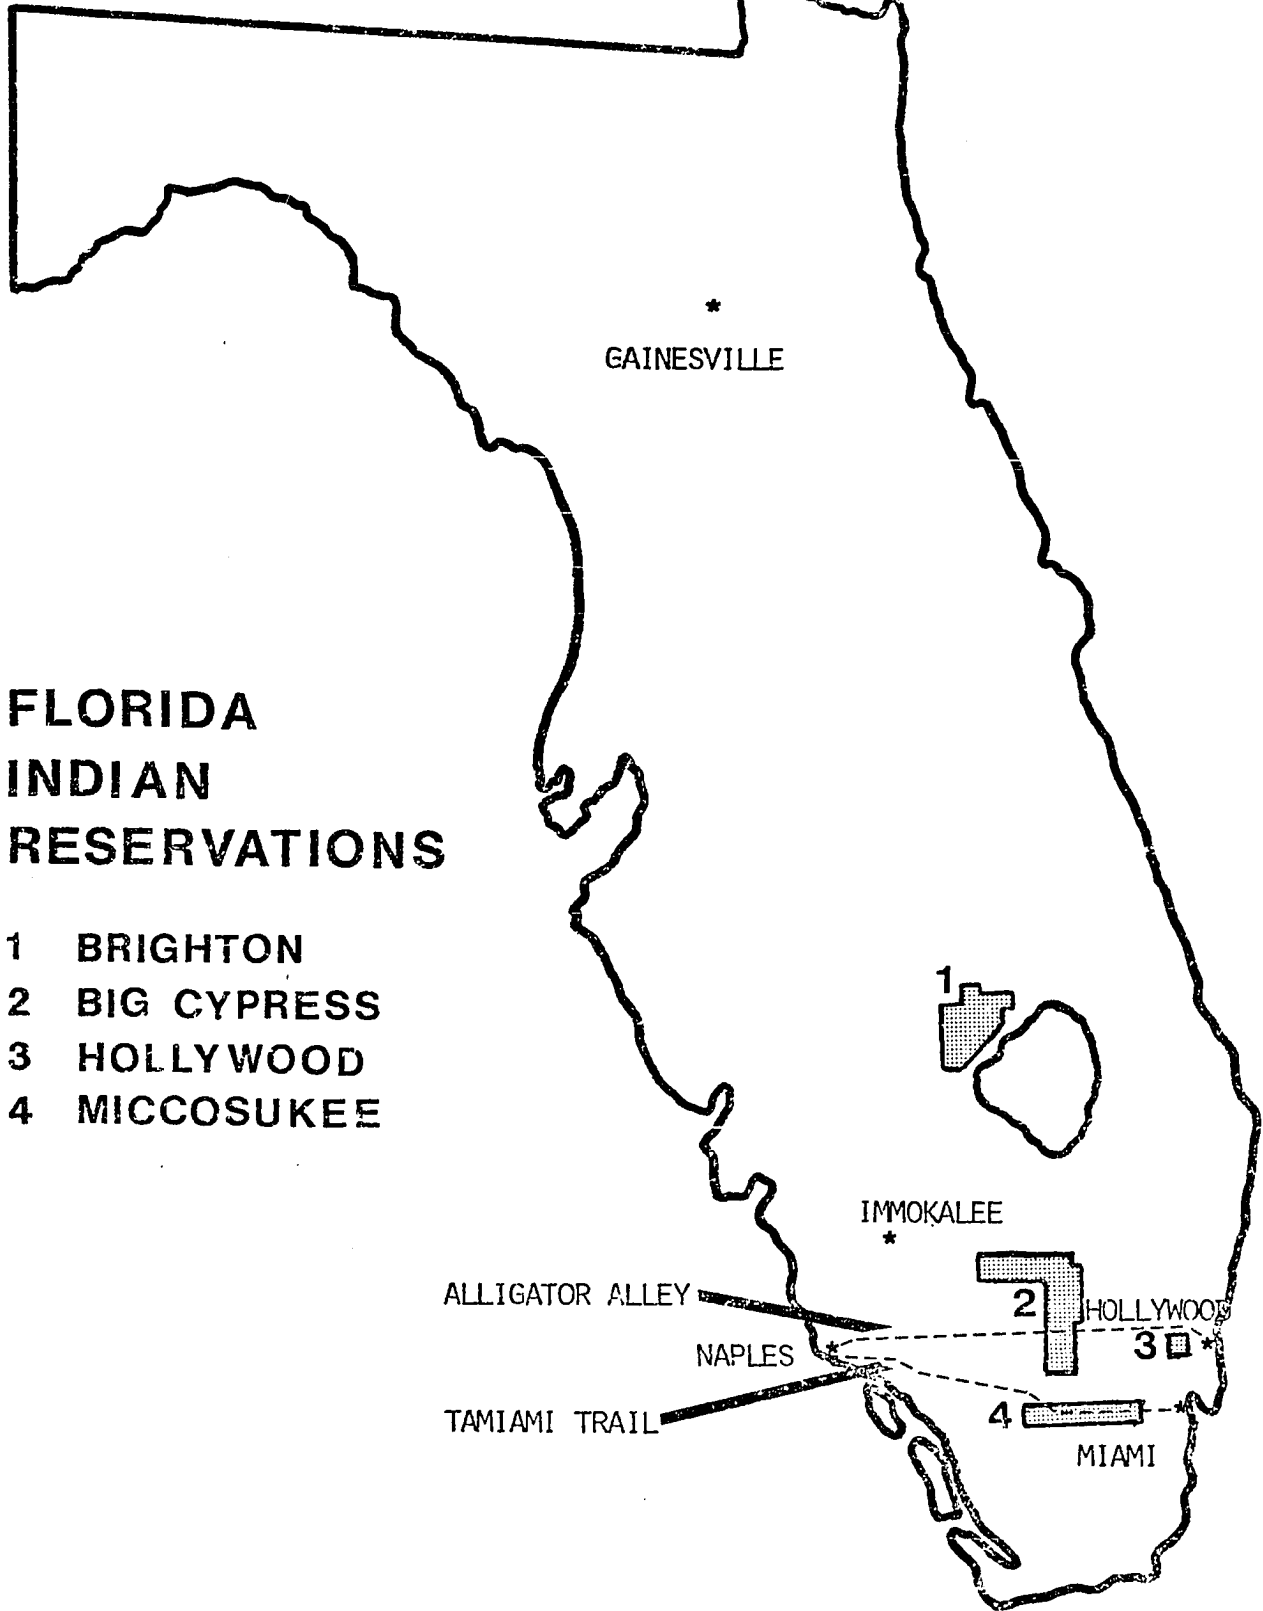 GAINESVILLE
FLORIDA
INDIAN
RESERVATIONS
1 BRIGHTON
2 BIG CYPRESS
3 HOLLYWOOD
4 MICCOSUKEE
1
IMMOKALEE
ALLIGATOR ALLEY
2
HOLLYWOOD
3
NAPLES
TAMIAMI TRAIL
4
MIAMI